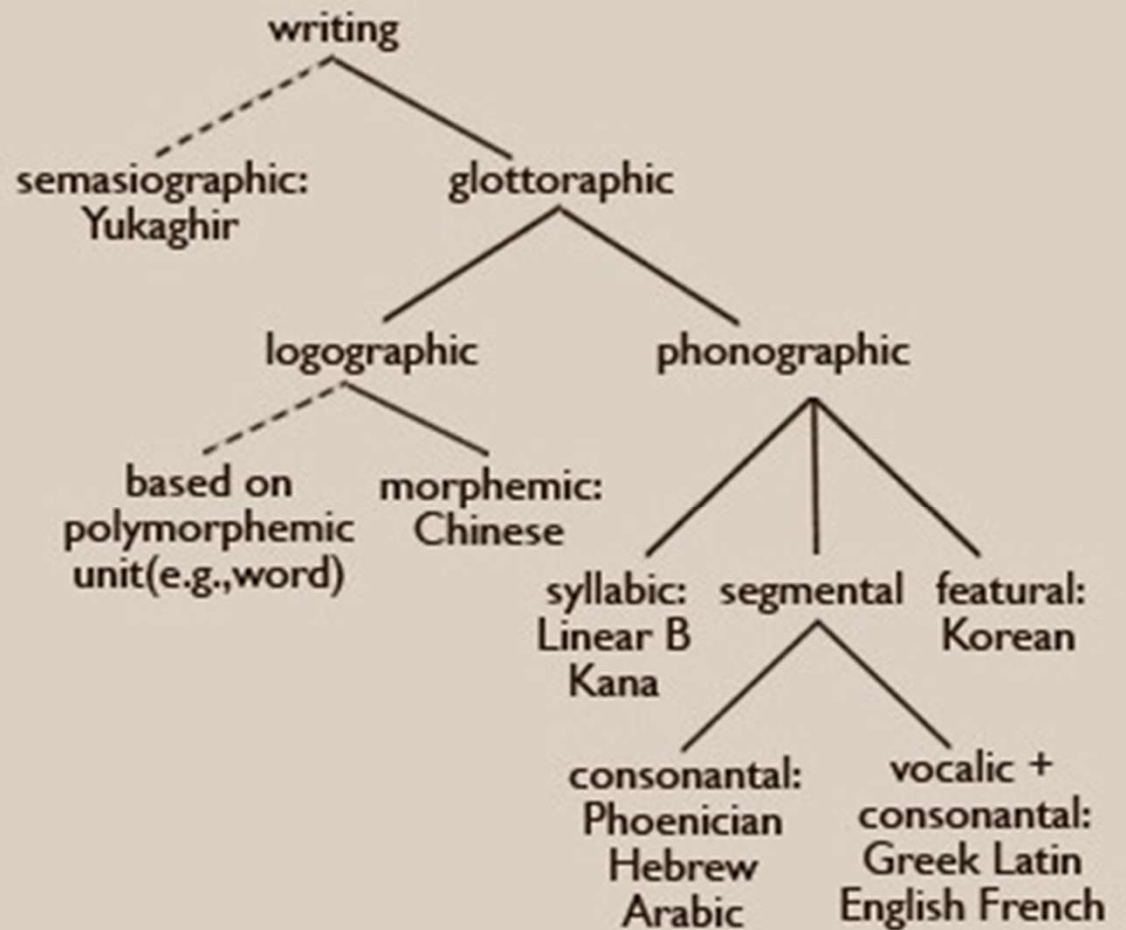 writing
semasiographic:
Yukaghir
glottoraphic
logographic
phonographic
based on
polymorphemic
unit(e.g.,word)
morphemic:
Chinese
syllabic:
Linear B
Kana
segmental
featural:
Korean
consonantal:
Phoenician
Hebrew
Arabic
vocalic +
consonantal:
Greek Latin
English French